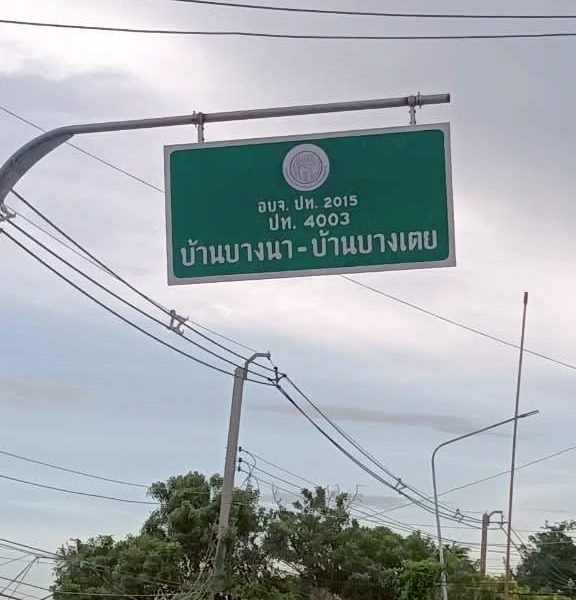 อบจ. ปท. 2015
ปท. 4003
บ้านบางนา - บ้านบางเตย